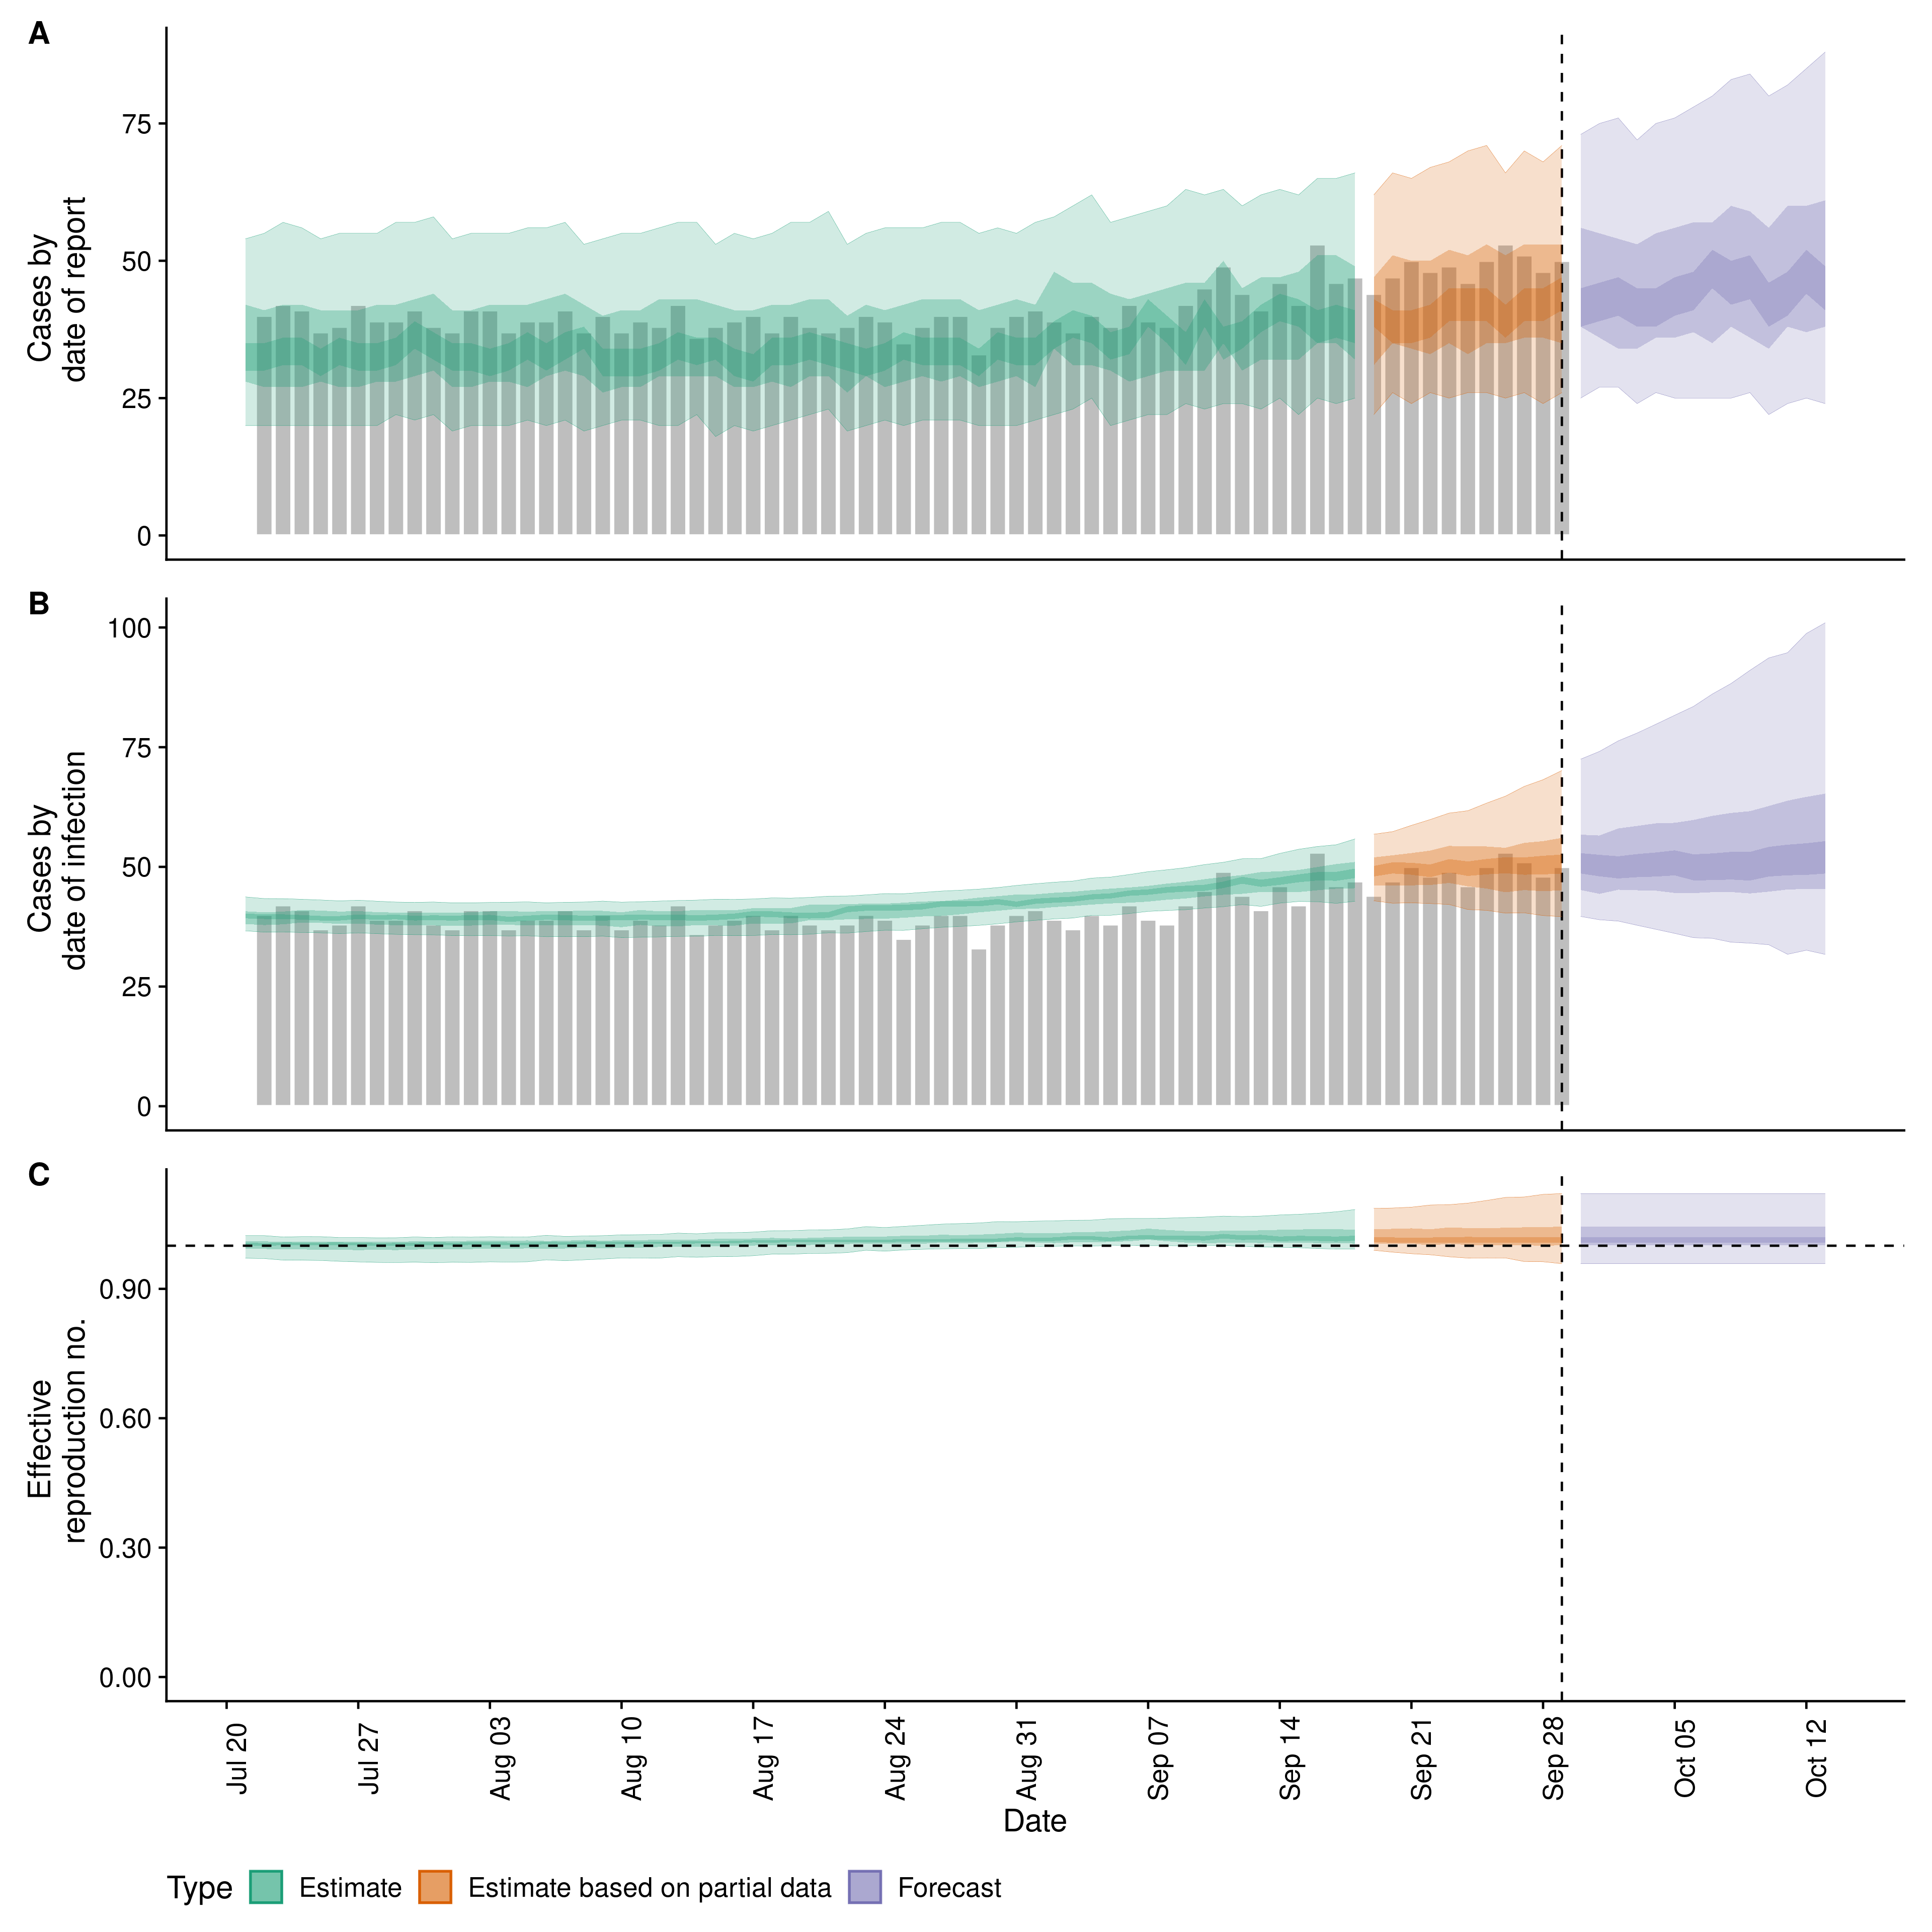 A
Cases by
date of report
75
50
25
0
B
Cases by
date of infection
100
75
50
25
0
C
Effective
reproduction no.
0.90
0.60
0.30
0.00
Jul 20
Jul 27
Aug 03
Aug 10
Aug 17
Aug 24
Aug 31
Sep 07
Sep 14
Sep 21
Sep 28
Oct 05
Oct 12
Date
Type Estimate Estimate based on partial data Forecast